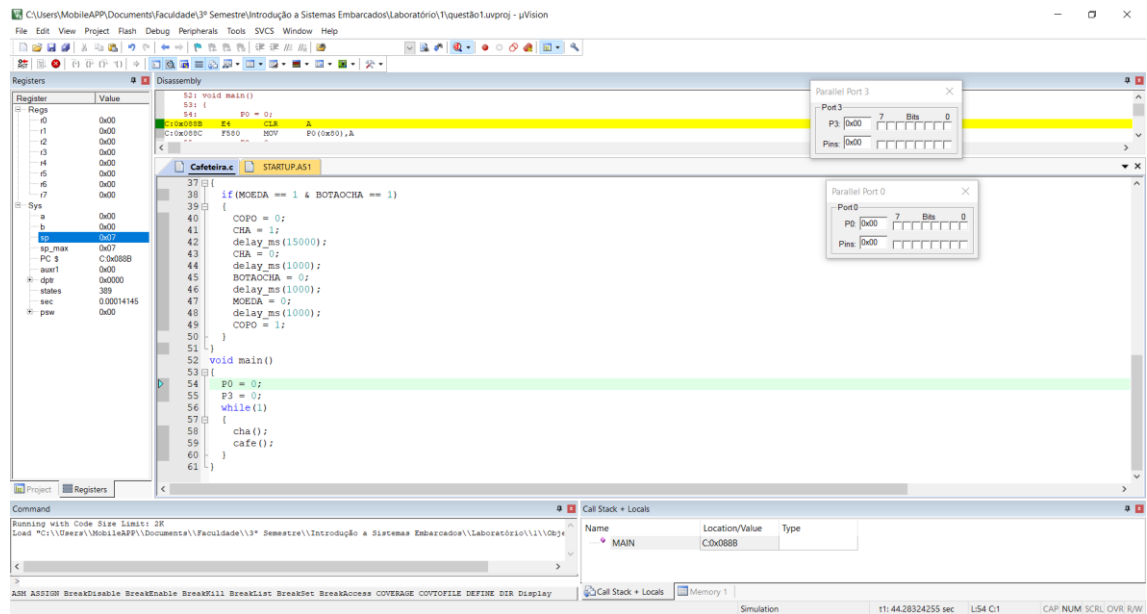 C:\Users\MobileAPP\Documents\Faculdade\3º Semestre\Introdução a Sistemas Embarcados\Laboratório\1\questão1.uvproj - µVision
File Edit View Project Flash Debug Peripherals Tools SVCS Window Help
Registers
Register Value
Regs
r0 0x00
r1 0x00
r2 0x00
r3 0x00
r4 0x00
r5 0x00
r6 0x00
r7 0x00
Sys
a 0x00
b 0x00
sp 0x07
sp_max 0x07
PC $ C:0x088B
auxr1 0x00
dptr 0x0000
states 389
sec 0.00014145
psw 0x00
Project Registers
Disassembly
52: void main()
53: {
54: P0 = 0;
C:0x088B E4 CLR A
C:0x088C F580 MOV P0(0x80),A
Parallel Port 3
Port 3
P3: 0x00 7 Bits 0
Pins: 0x00
Cafeteira.c STARTUP.A51
37 {
38 if(MOEDA == 1 & BOTAOCHA == 1)
39 {
40 COPO = 0;
41 CHA = 1;
42 delay_ms(15000);
43 CHA = 0;
44 delay_ms(1000);
45 BOTAOCHA = 0;
46 delay_ms(1000);
47 MOEDA = 0;
48 delay_ms(1000);
49 COPO = 1;
50 }
51 }
52 void main()
53 {
54 P0 = 0;
55 P3 = 0;
56 while(1)
57 {
58 cha();
59 cafe();
60 }
61 }
Parallel Port 0
Port 0
P0: 0x00 7 Bits 0
Pins: 0x00
Command
Running with Code Size Limit: 2K
Load "C:\\Users\\MobileAPP\\Documents\\Faculdade\\3º Semestre\\Introdução a Sistemas Embarcados\\Laboratório\\1\\Obje
>
ASM ASSIGN BreakDisable BreakEnable BreakKill BreakList BreakSet BreakAccess COVERAGE COVTOFILE DEFINE DIR Display
Call Stack + Locals
Name Location/Value Type
MAIN C:0x088B
Call Stack + Locals Memory 1
Simulation t1: 44.28324255 sec L:54 C:1 CAP NUM SCRL OVR R/W